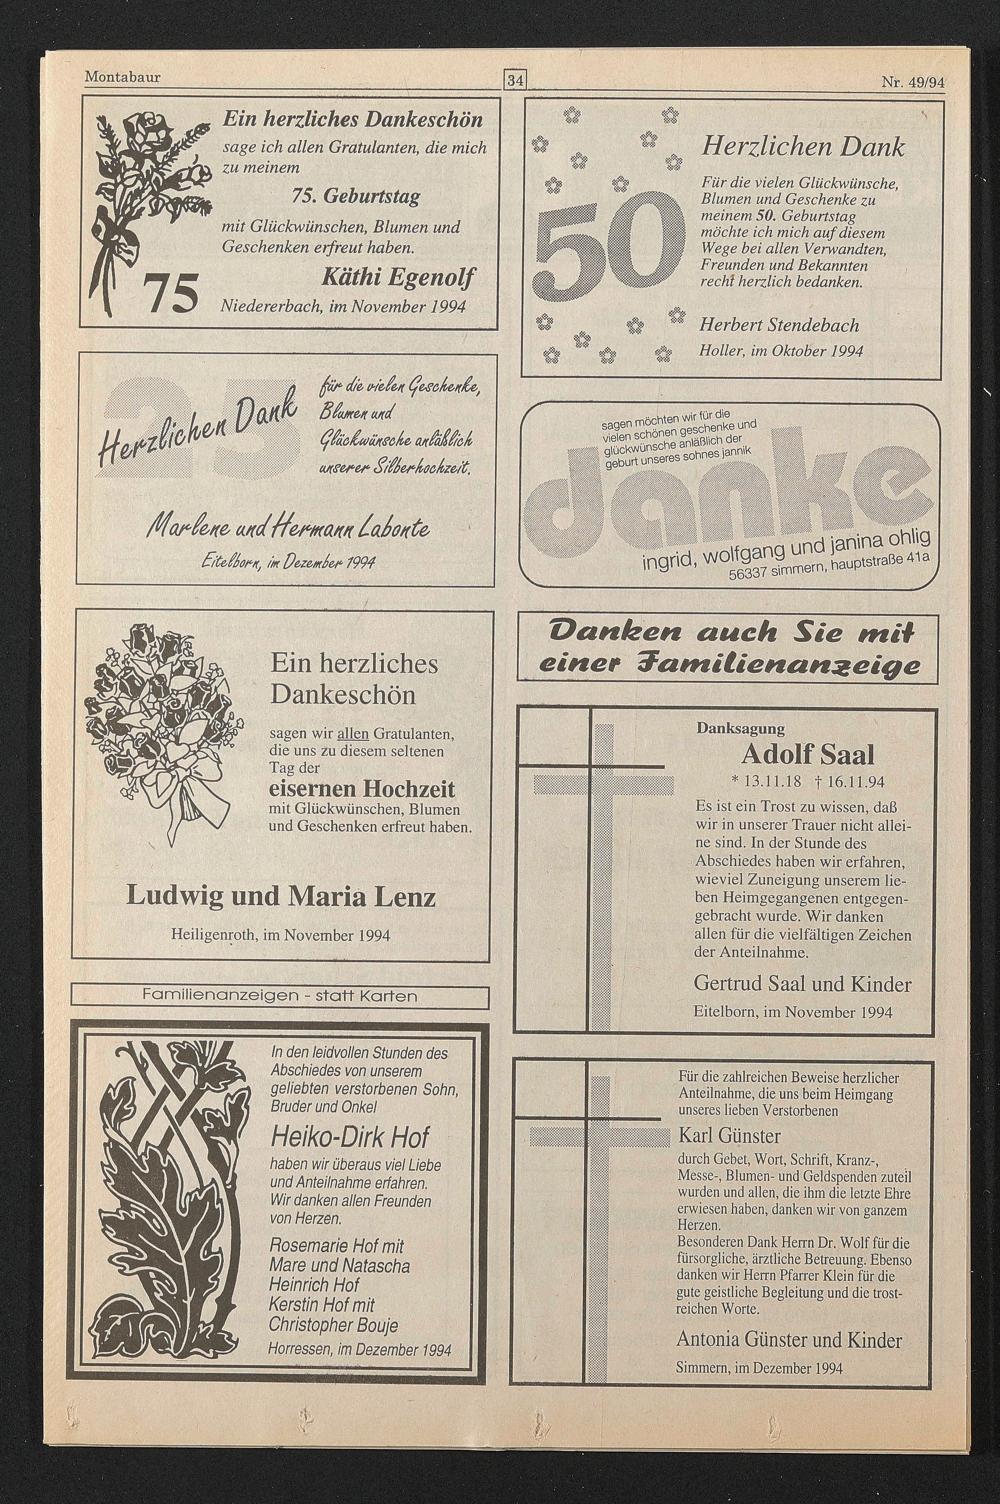 Montabaur
34
Nr. 49/94
Ein herzliches Dankeschön
sage ich allen Gratulanten, die mich
zu meinem
75. Geburtstag
mit Glückwünschen, Blumen und
Geschenken erfreut haben.
Käthi Egenolf
75
Niedererbach, im November 1994
25
Herzlichen Dank
für die vielen Geschenke,
Blumen und
Glückwünsche anläßlich
unserer Silberhochzeit.
Marlene und Hermann Labonte
Eitelborn, im Dezember 1994
Ein herzliches
Dankeschön
sagen wir allen Gratulanten,
die uns zu diesem seltenen
Tag der
eisernen Hochzeit
mit Glückwünschen, Blumen
und Geschenken erfreut haben.
Ludwig und Maria Lenz
Heiligenroth, im November 1994
Familienanzeigen - statt Karten
In den leidvollen Stunden des
Abschiedes von unserem
geliebten verstorbenen Sohn,
Bruder und Onkel
Heiko-Dirk Hof
haben wir überaus viel Liebe
und Anteilnahme erfahren.
Wir danken allen Freunden
von Herzen.
Rosemarie Hof mit
Mare und Natascha
Heinrich Hof
Kerstin Hof mit
Christopher Bouje
Horressen, im Dezember 1994
50
Herzlichen Dank
Für die vielen Glückwünsche,
Blumen und Geschenke zu
meinem 50. Geburtstag
möchte ich mich auf diesem
Wege bei allen Verwandten,
Freunden und Bekannten
recht herzlich bedanken.
Herbert Stendebach
Holler, im Oktober 1994
sagen möchten wir für die
vielen schönen geschenke und
glückwünsche anläßlich der
geburt unseres sohnes jannik
danke
ingrid, wolfgang und janina ohlig
56337 simmern, hauptstraße 41a
Danken auch Sie mit
einer Familienanzeige
Danksagung
Adolf Saal
* 13.11.18 † 16.11.94
Es ist ein Trost zu wissen, daß
wir in unserer Trauer nicht allei-
ne sind. In der Stunde des
Abschiedes haben wir erfahren,
wieviel Zuneigung unserem lie-
ben Heimgegangenen entgegen-
gebracht wurde. Wir danken
allen für die vielfältigen Zeichen
der Anteilnahme.
Gertrud Saal und Kinder
Eitelborn, im November 1994
Für die zahlreichen Beweise herzlicher
Anteilnahme, die uns beim Heimgang
unseres lieben Verstorbenen
Karl Günster
durch Gebet, Wort, Schrift, Kranz-,
Messe-, Blumen- und Geldspenden zuteil
wurden und allen, die ihm die letzte Ehre
erwiesen haben, danken wir von ganzem
Herzen.
Besonderen Dank Herrn Dr. Wolf für die
fürsorgliche, ärztliche Betreuung. Ebenso
danken wir Herrn Pfarrer Klein für die
gute geistliche Begleitung und die trost-
reichen Worte.
Antonia Günster und Kinder
Simmern, im Dezember 1994